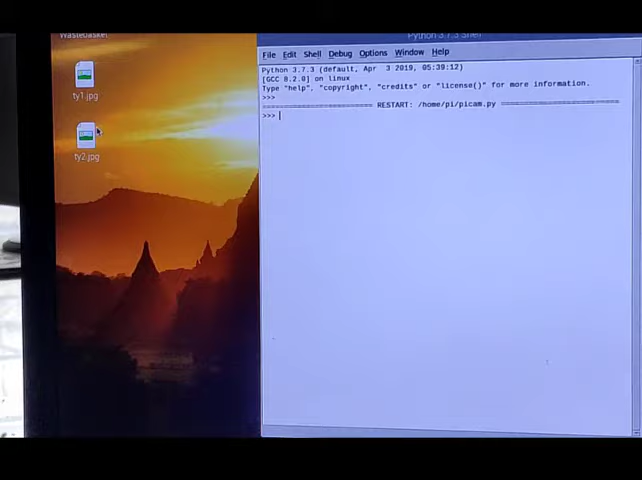 Wastebasket
ty1.jpg
ty2.jpg
Python 3.7.3 Shell
File Edit Shell Debug Options Window Help
Python 3.7.3 (default, Apr  3 2019, 05:39:12)
[GCC 8.2.0] on linux
Type "help", "copyright", "credits" or "license()" for more information.
>>>
======================== RESTART: /home/pi/picam.py ========================
>>>